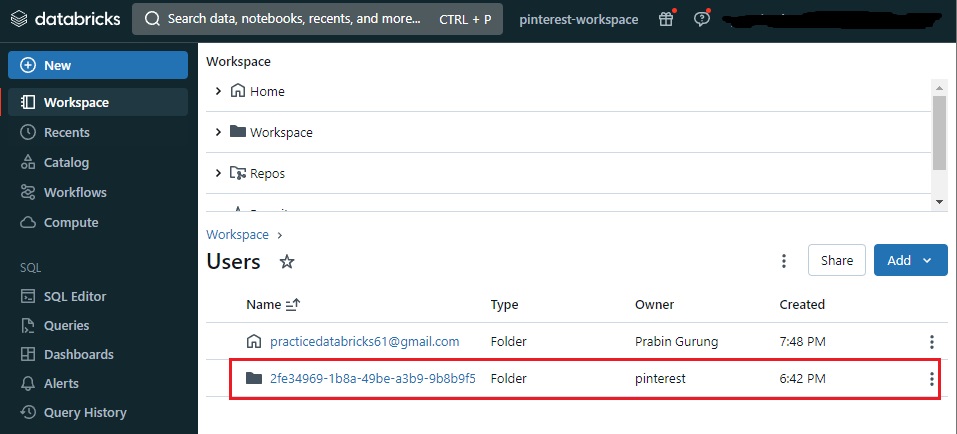 databricks
Search data, notebooks, recents, and more... CTRL + P
pinterest-workspace
New
Workspace
Recents
Catalog
Workflows
Compute
SQL
SQL Editor
Queries
Dashboards
Alerts
Query History
Workspace
Home
Workspace
Repos
Workspace >
Users
Share
Add
Name Type Owner Created
practicedatabricks61@gmail.com Folder Prabin Gurung 7:48 PM
2fe34969-1b8a-49be-a3b9-9b8b9f5 Folder pinterest 6:42 PM